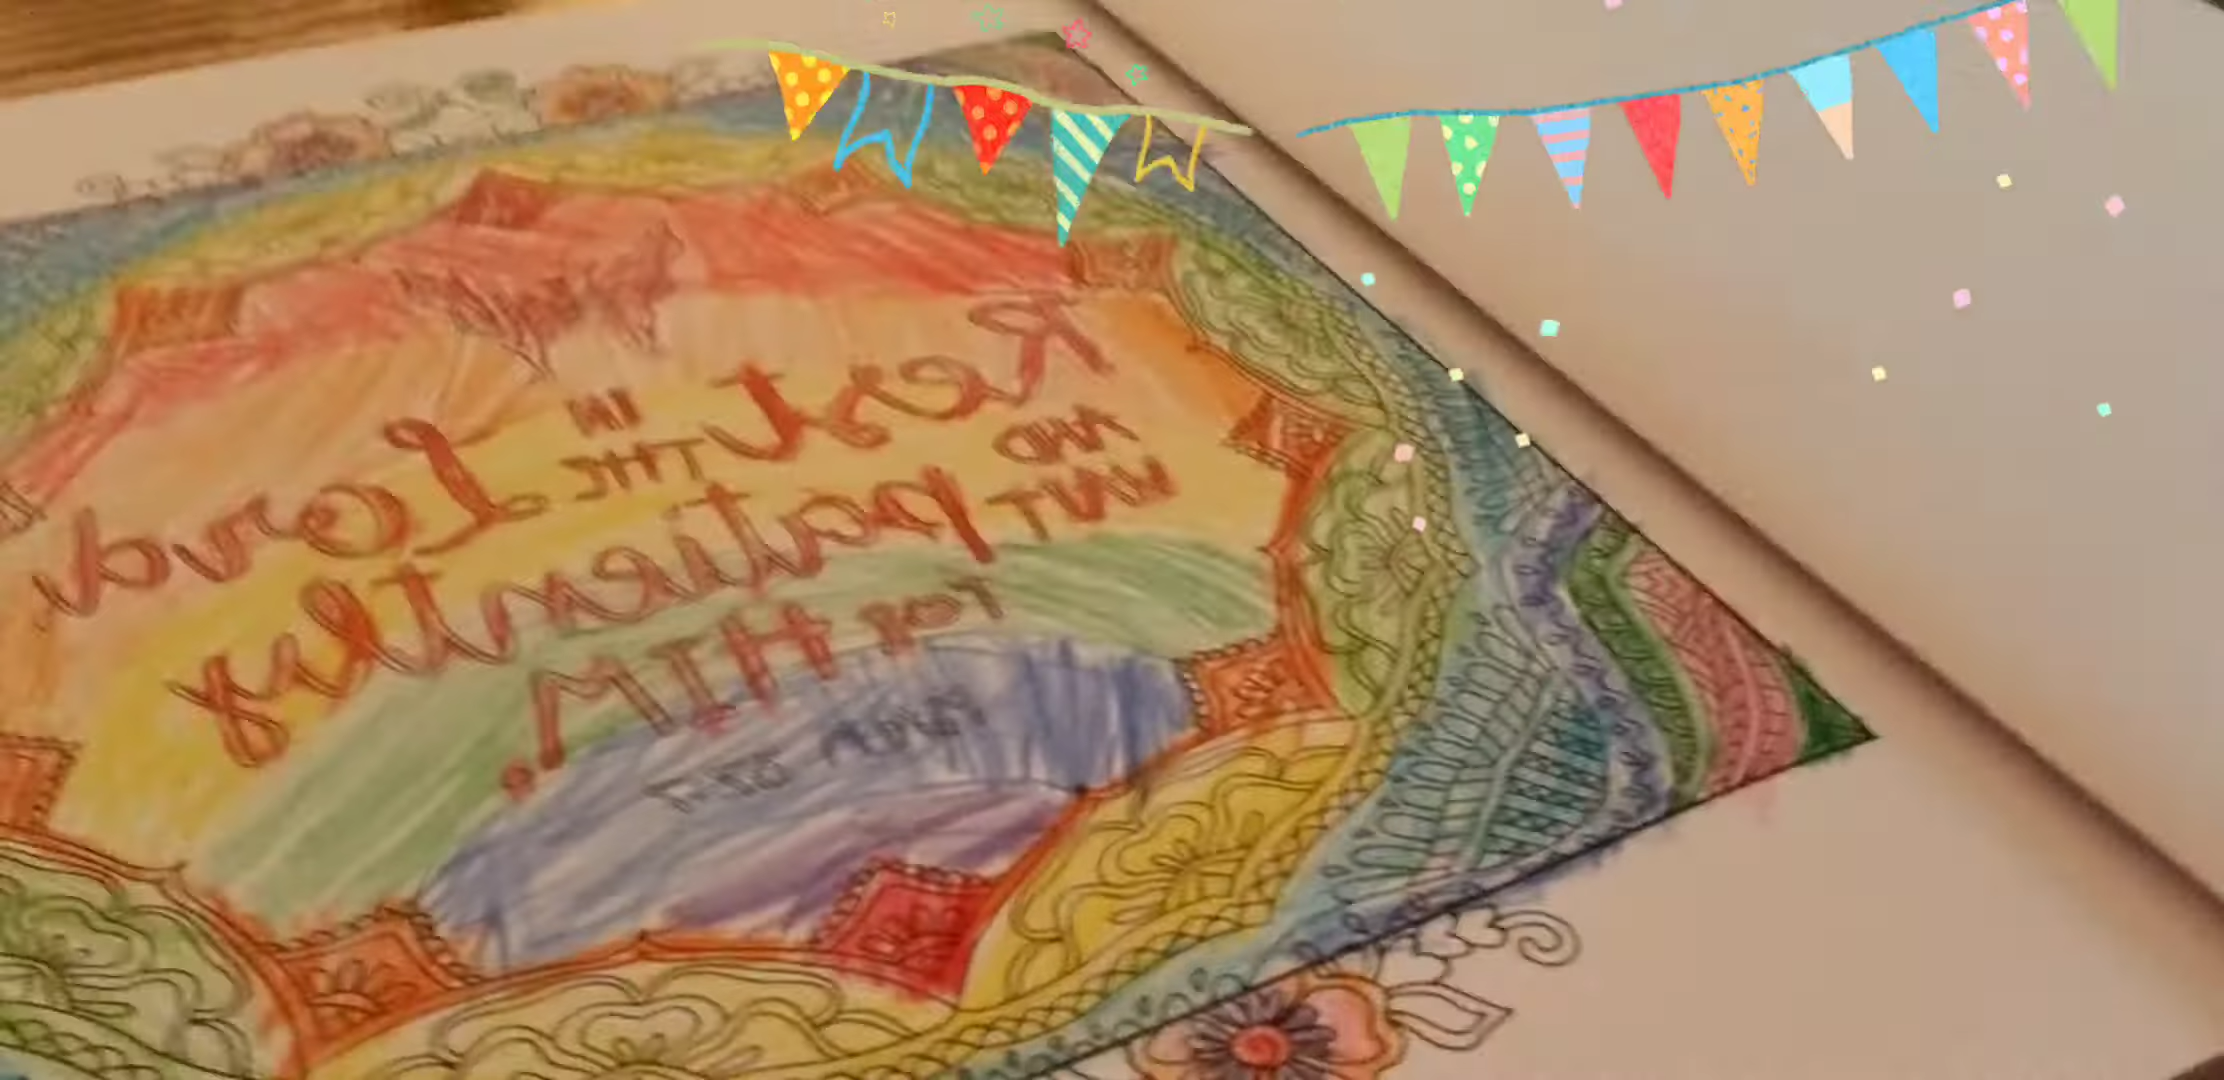 Rest IN THE Lord,
AND WAIT patiently
FOR HIM.
PSALM 37:7